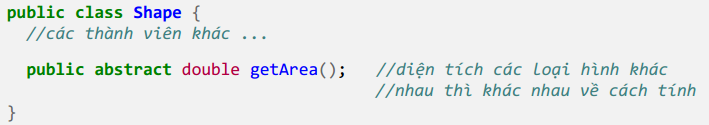 public class Shape {
//các thành viên khác ...
public abstract double getArea(); //diện tích các loại hình khác
//nhau thì khác nhau về cách tính
}